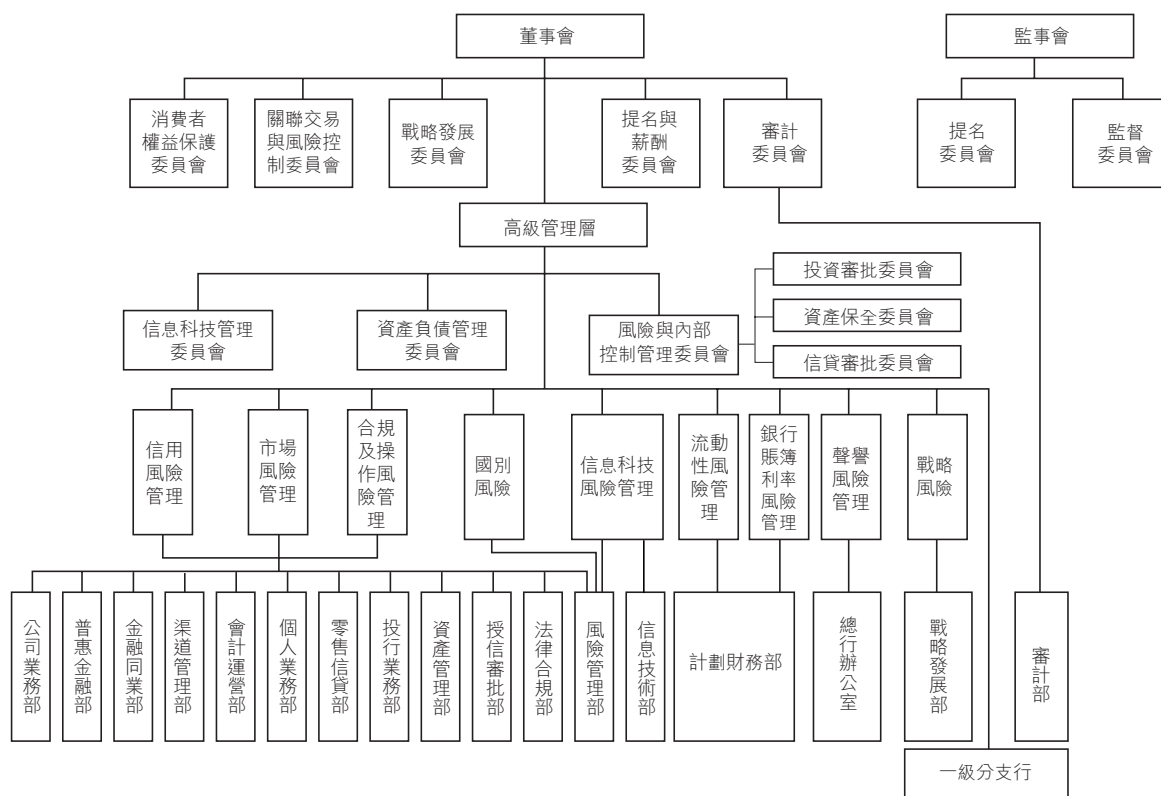 董事會
監事會
消費者
權益保護
委員會
關聯交易
與風險控
制委員會
戰略發展
委員會
提名與
薪酬
委員會
審計
委員會
提名
委員會
監督
委員會
高級管理層
信息科技管理
委員會
資產負債管理
委員會
風險與內部
控制管理委員會
投資審批委員會
資產保全委員會
信貸審批委員會
信用
風險
管理
市場
風險
管理
合規
及操
作風
險管
理
國別
風險
信息科技
風險管理
流動
性風
險管
理
銀行
賬簿
利率
風險
管理
聲譽
風險
管理
戰略
風險
公司業務部
普惠金融部
金融同業部
渠道管理部
會計運營部
個人業務部
零售信貸部
投行業務部
資產管理部
授信審批部
法律合規部
風險管理部
信息技術部
計劃財務部
總行辦公室
戰略發展部
審計部
一級分支行